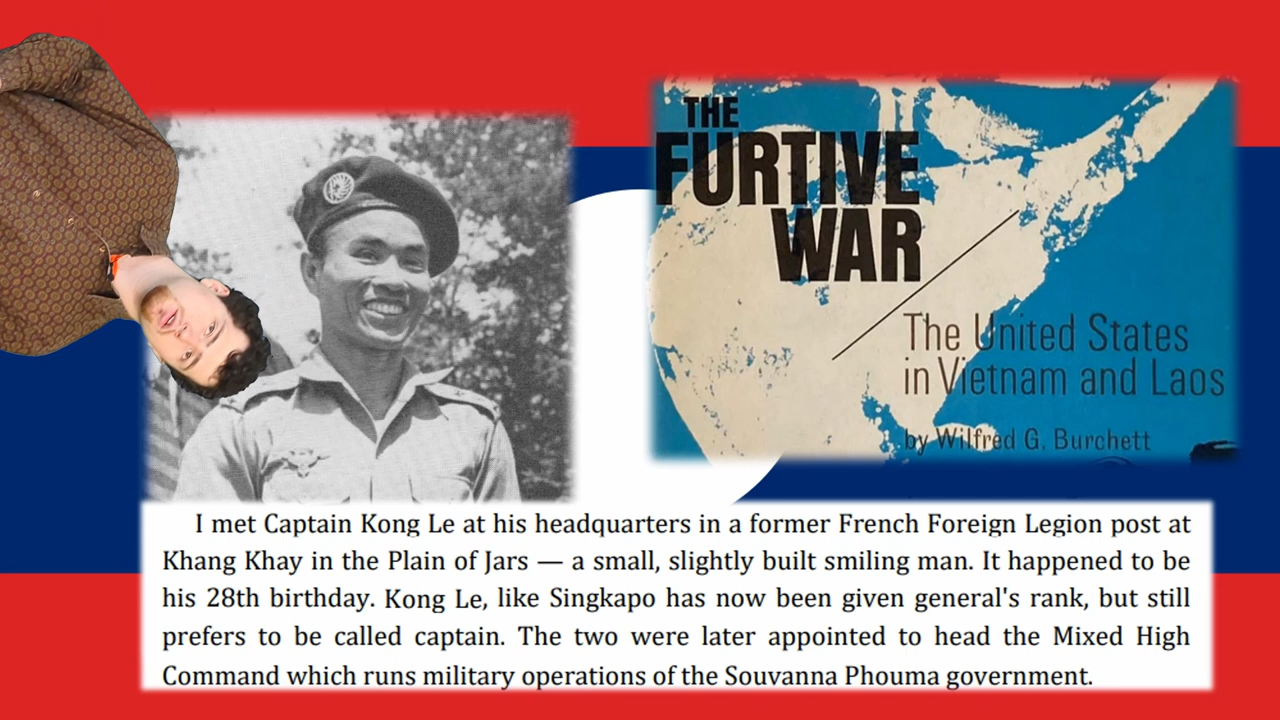 THE
FURTIVE
WAR
The United States
in Vietnam and Laos
by Wilfred G. Burchett
I met Captain Kong Le at his headquarters in a former French Foreign Legion post at
Khang Khay in the Plain of Jars — a small, slightly built smiling man. It happened to be
his 28th birthday. Kong Le, like Singkapo has now been given general's rank, but still
prefers to be called captain. The two were later appointed to head the Mixed High
Command which runs military operations of the Souvanna Phouma government.